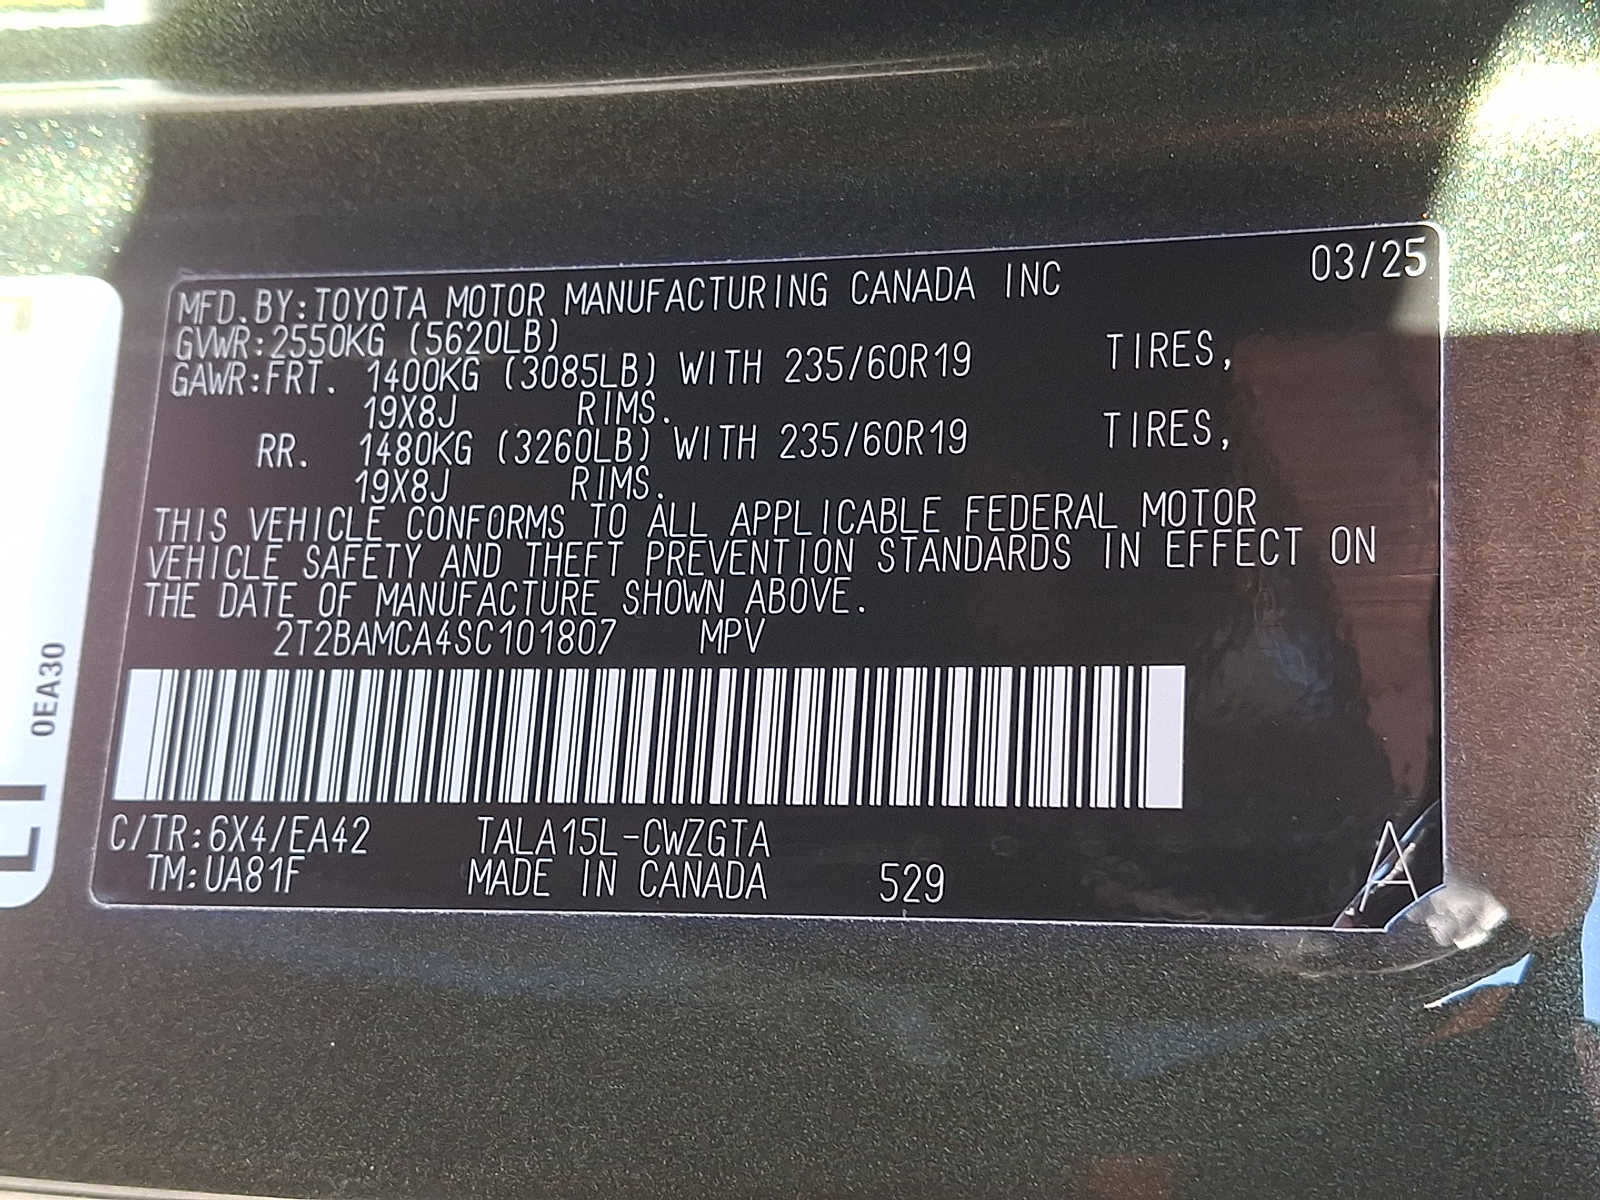 MFD. BY: TOYOTA MOTOR MANUFACTURING CANADA INC 03/25
GVWR: 2550KG (5620LB)
GAWR: FRT. 1400KG (3085LB) WITH 235/60R19 TIRES,
19X8J RIMS.
RR. 1480KG (3260LB) WITH 235/60R19 TIRES,
19X8J RIMS.
THIS VEHICLE CONFORMS TO ALL APPLICABLE FEDERAL MOTOR
VEHICLE SAFETY AND THEFT PREVENTION STANDARDS IN EFFECT ON
THE DATE OF MANUFACTURE SHOWN ABOVE.
2T2BAMCA4SC101807 MPV
C/TR: 6X4/EA42 TALA15L-CWZGTA
TM: UA81F MADE IN CANADA 529
A
0EA30